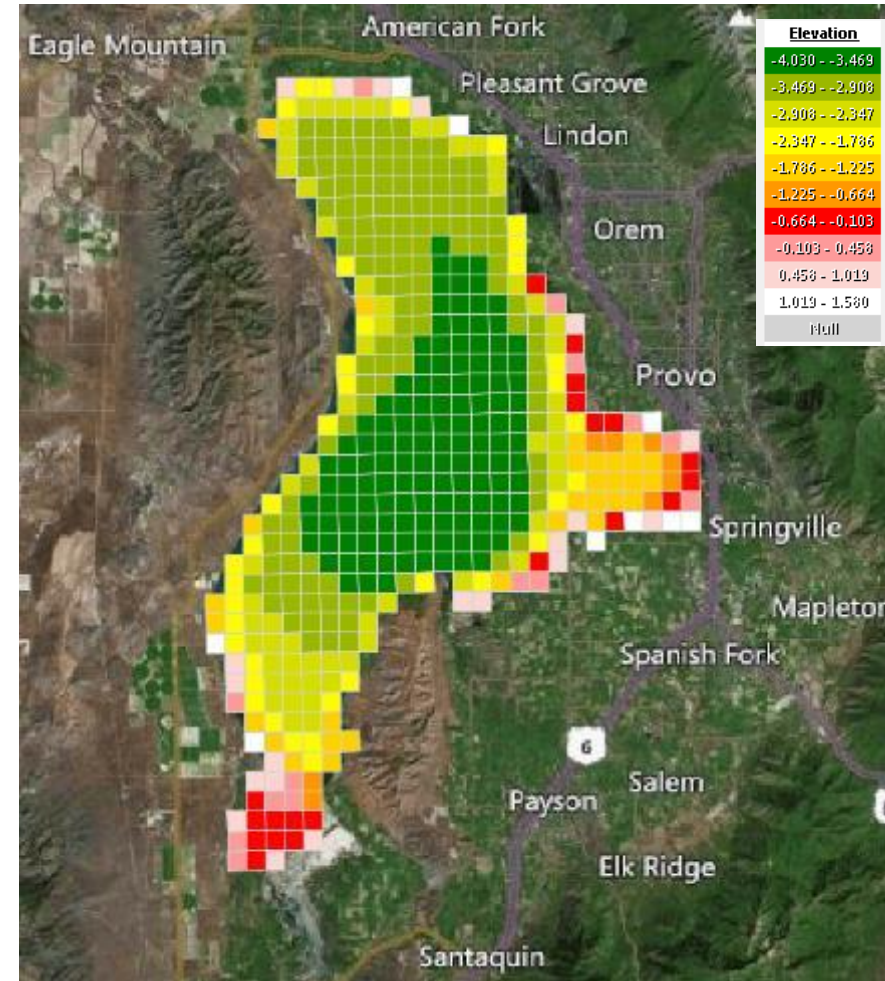 American Fork
Eagle Mountain
Pleasant Grove
Lindon
Orem
Provo
Springville
Mapleton
Spanish Fork
6
Salem
Payson
Elk Ridge
Santaquin
Elevation
-4.030 - -3.469
-3.469 - -2.908
-2.908 - -2.347
-2.347 - -1.786
-1.786 - -1.225
-1.225 - -0.664
-0.664 - -0.103
-0.103 - 0.458
0.458 - 1.019
1.019 - 1.580
Null